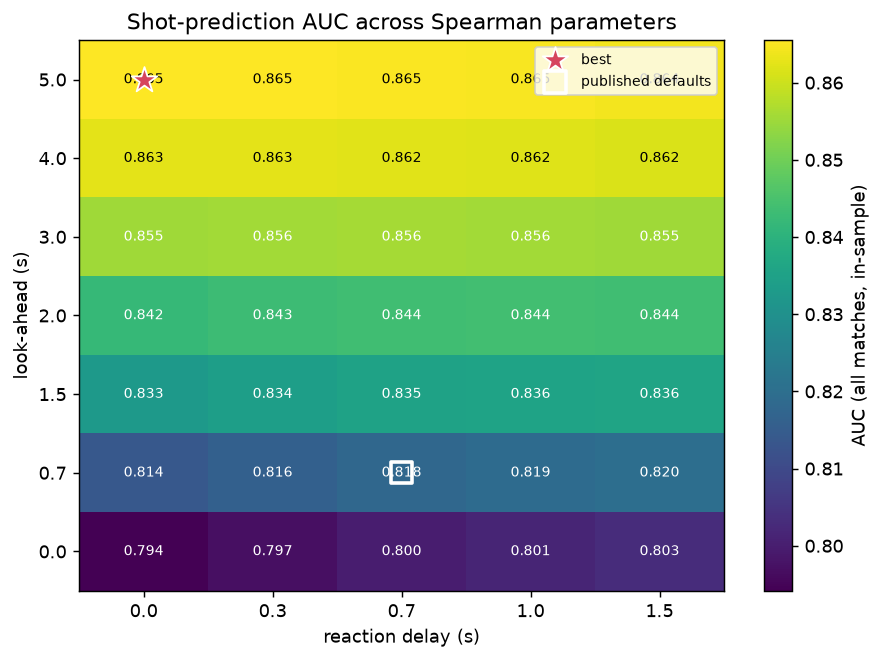 Shot-prediction AUC across Spearman parameters
best
published defaults
look-ahead (s)
5.0 0.865 0.865
4.0 0.863 0.863 0.862 0.862 0.862
3.0 0.855 0.856 0.856 0.856 0.855
2.0 0.842 0.843 0.844 0.844 0.844
1.5 0.833 0.834 0.835 0.836 0.836
0.7 0.814 0.816 0.818 0.819 0.820
0.0 0.794 0.797 0.800 0.801 0.803
0.0 0.3 0.7 1.0 1.5
reaction delay (s)
0.86
0.85
0.84
0.83
0.82
0.81
0.80
AUC (all matches, in-sample)